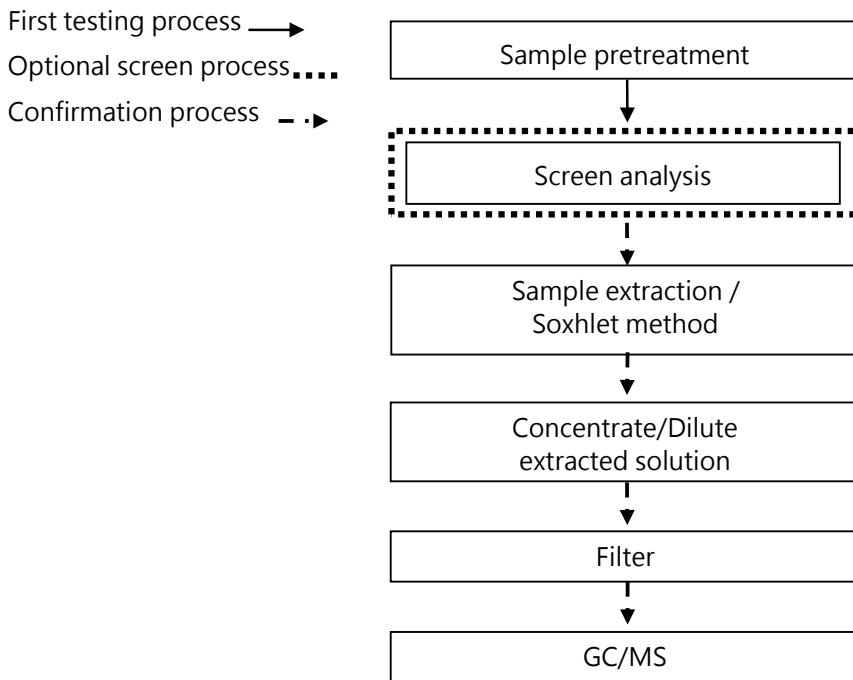 First testing process
Optional screen process
Confirmation process
Sample pretreatment
Screen analysis
Sample extraction /
Soxhlet method
Concentrate/Dilute
extracted solution
Filter
GC/MS